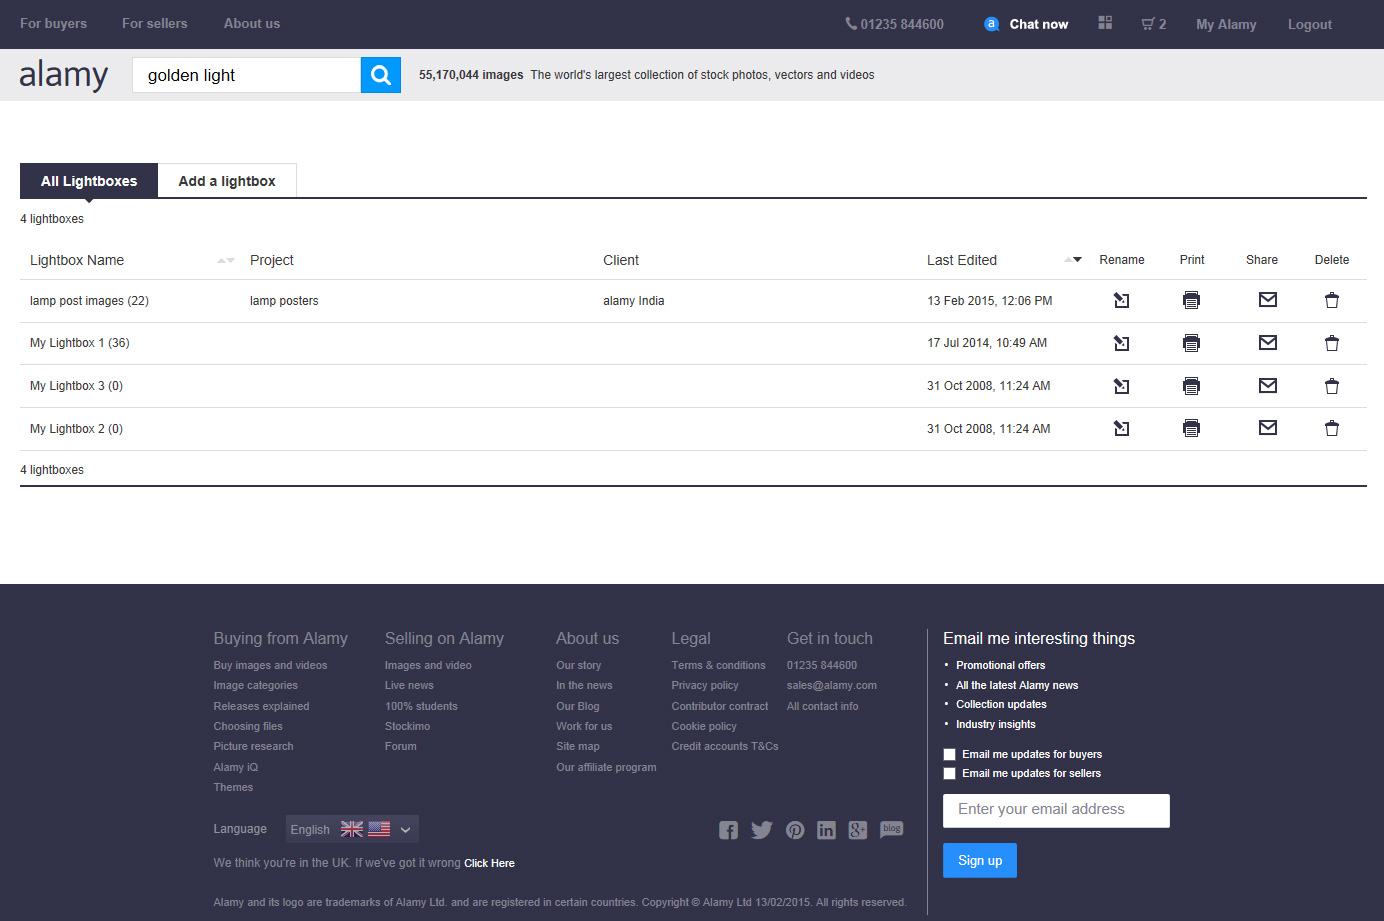 For buyers For sellers About us 01235 844600 a Chat now 2 My Alamy Logout
alamy golden light 55,170,044 images The world's largest collection of stock photos, vectors and videos
All Lightboxes Add a lightbox
4 lightboxes
Lightbox Name Project Client Last Edited Rename Print Share Delete
lamp post images (22) lamp posters alamy India 13 Feb 2015, 12:06 PM
My Lightbox 1 (36) 17 Jul 2014, 10:49 AM
My Lightbox 3 (0) 31 Oct 2008, 11:24 AM
My Lightbox 2 (0) 31 Oct 2008, 11:24 AM
4 lightboxes
Buying from Alamy
Buy images and videos
Image categories
Releases explained
Choosing files
Picture research
Alamy iQ
Themes
Selling on Alamy
Images and video
Live news
100% students
Stockimo
Forum
About us
Our story
In the news
Our Blog
Work for us
Site map
Our affiliate program
Legal
Terms & conditions
Privacy policy
Contributor contract
Cookie policy
Credit accounts T&Cs
Get in touch
01235 844600
sales@alamy.com
All contact info
Language English
blog
We think you're in the UK. If we've got it wrong Click Here
Alamy and its logo are trademarks of Alamy Ltd. and are registered in certain countries. Copyright © Alamy Ltd 13/02/2015. All rights reserved.
Email me interesting things
• Promotional offers
• All the latest Alamy news
• Collection updates
• Industry insights
Email me updates for buyers
Email me updates for sellers
Enter your email address
Sign up